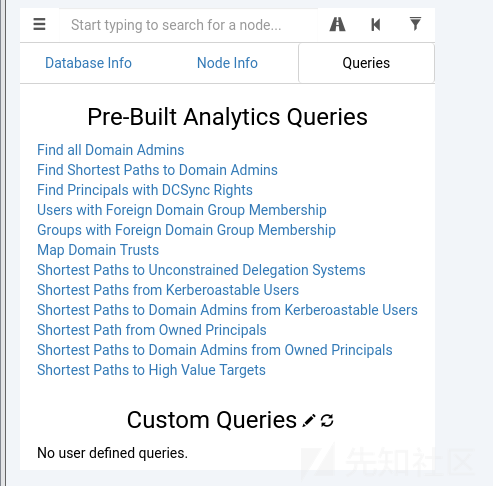 Start typing to search for a node...
Database Info
Node Info
Queries
Pre-Built Analytics Queries
Find all Domain Admins
Find Shortest Paths to Domain Admins
Find Principals with DCSync Rights
Users with Foreign Domain Group Membership
Groups with Foreign Domain Group Membership
Map Domain Trusts
Shortest Paths to Unconstrained Delegation Systems
Shortest Paths from Kerberoastable Users
Shortest Paths to Domain Admins from Kerberoastable Users
Shortest Path from Owned Principals
Shortest Paths to Domain Admins from Owned Principals
Shortest Paths to High Value Targets
Custom Queries
No user defined queries.
先知社区